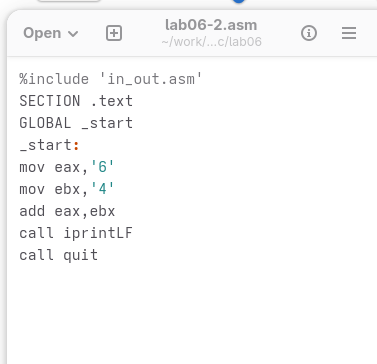 Open
lab06-2.asm
~/work/...c/lab06
%include 'in_out.asm'
SECTION .text
GLOBAL _start
_start:
mov eax,'6'
mov ebx,'4'
add eax,ebx
call iprintLF
call quit